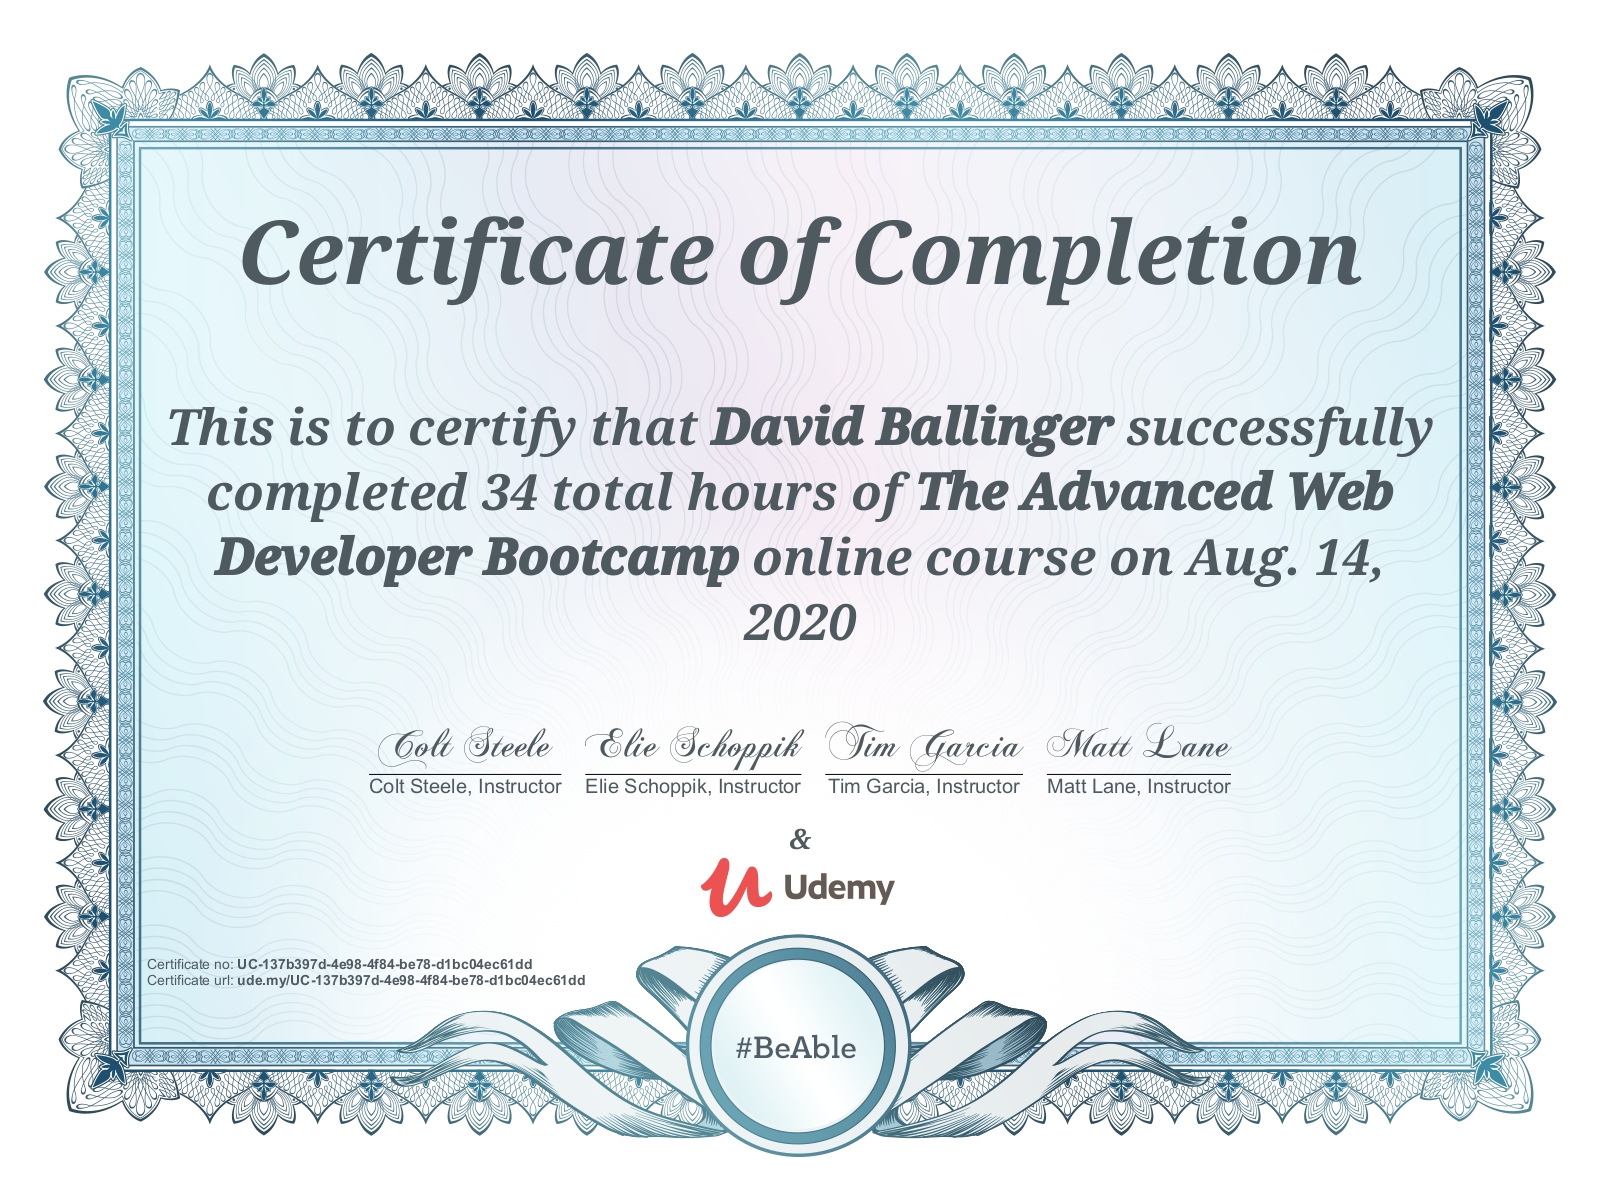 Certificate of Completion
This is to certify that David Ballinger successfully
completed 34 total hours of The Advanced Web
Developer Bootcamp online course on Aug. 14,
2020
Colt Steele Elie Schoppik Tim Garcia Matt Lane
Colt Steele, Instructor Elie Schoppik, Instructor Tim Garcia, Instructor Matt Lane, Instructor
&
Udemy
Certificate no: UC-137b397d-4e98-4f84-be78-d1bc04ec61dd
Certificate url: ude.my/UC-137b397d-4e98-4f84-be78-d1bc04ec61dd
#BeAble